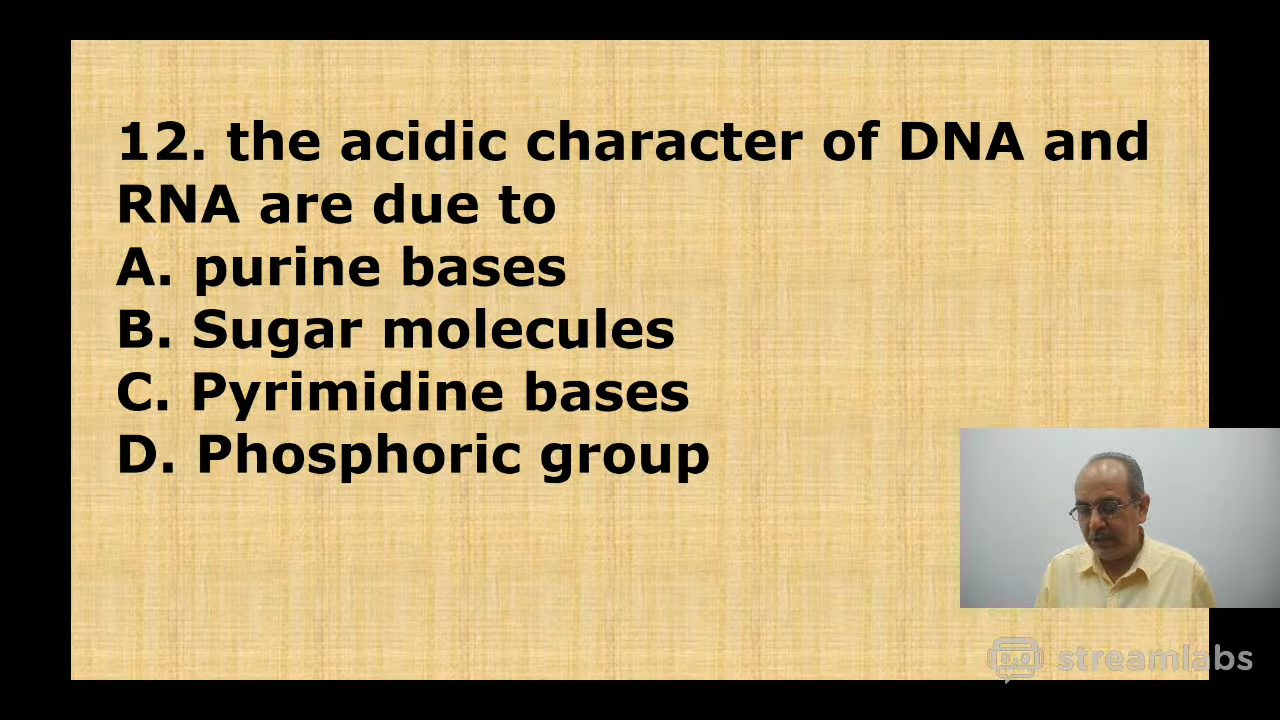 12. the acidic character of DNA and
RNA are due to
A. purine bases
B. Sugar molecules
C. Pyrimidine bases
D. Phosphoric group
streamlabs